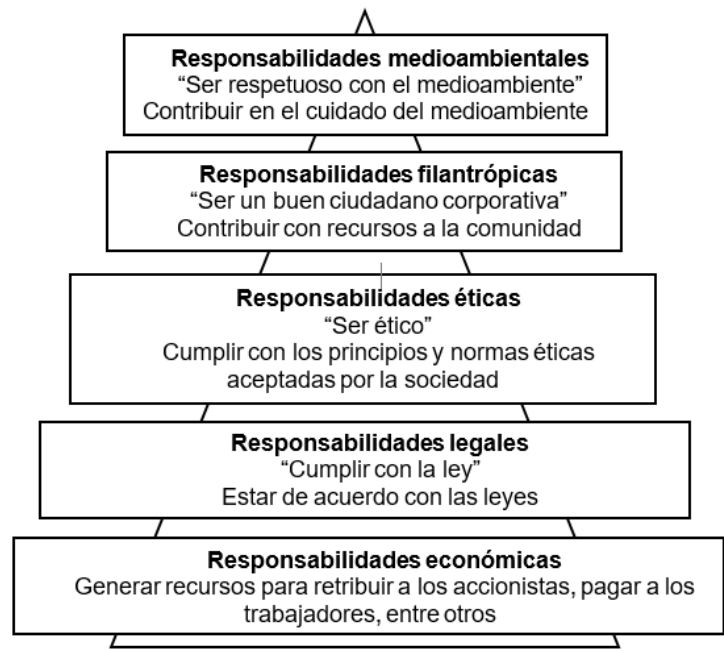 Responsabilidades medioambientales
“Ser respetuoso con el medioambiente”
Contribuir en el cuidado del medioambiente
Responsabilidades filantrópicas
“Ser un buen ciudadano corporativa”
Contribuir con recursos a la comunidad
Responsabilidades éticas
“Ser ético”
Cumplir con los principios y normas éticas
aceptadas por la sociedad
Responsabilidades legales
“Cumplir con la ley”
Estar de acuerdo con las leyes
Responsabilidades económicas
Generar recursos para retribuir a los accionistas, pagar a los
trabajadores, entre otros